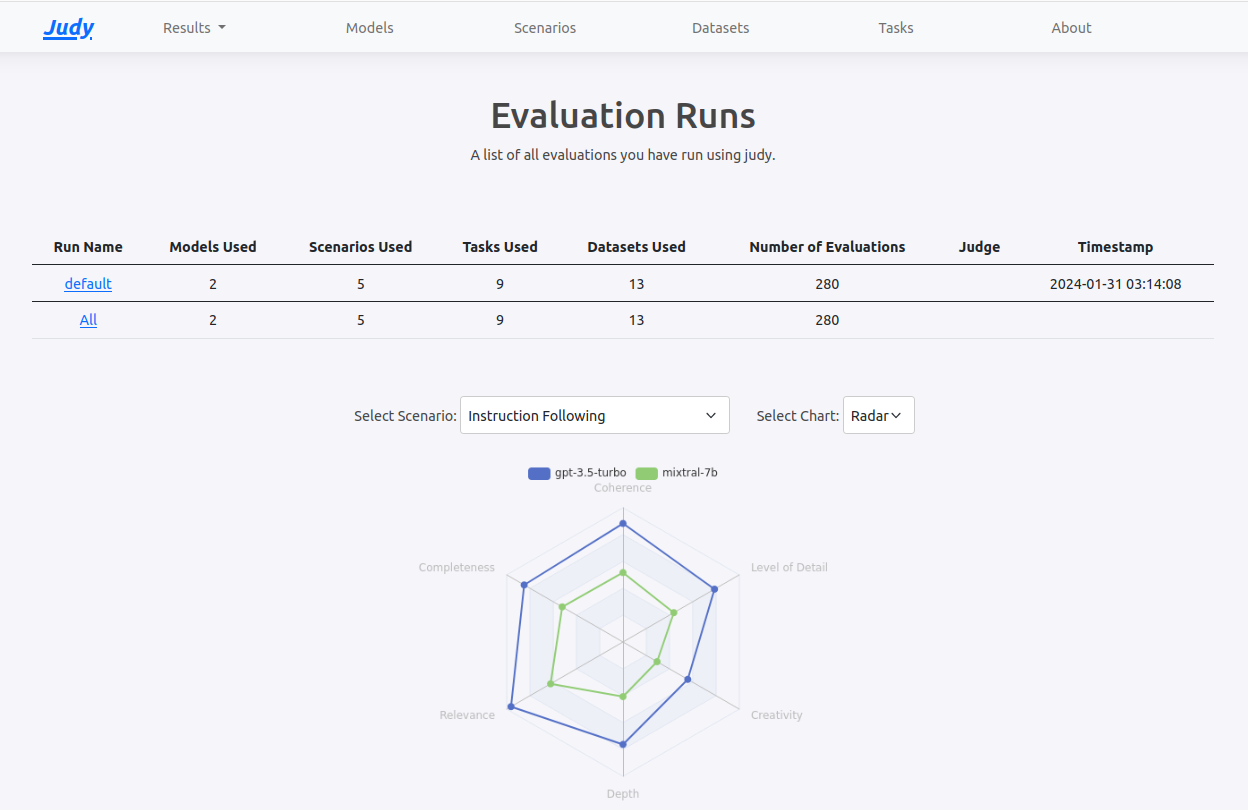 Judy Results Models Scenarios Datasets Tasks About
Evaluation Runs
A list of all evaluations you have run using judy.
Run Name Models Used Scenarios Used Tasks Used Datasets Used Number of Evaluations Judge Timestamp
default 2 5 9 13 280 2024-01-31 03:14:08
All 2 5 9 13 280
Select Scenario: Instruction Following Select Chart: Radar
gpt-3.5-turbo mixtral-7b
Coherence
Completeness Level of Detail
Relevance Creativity
Depth